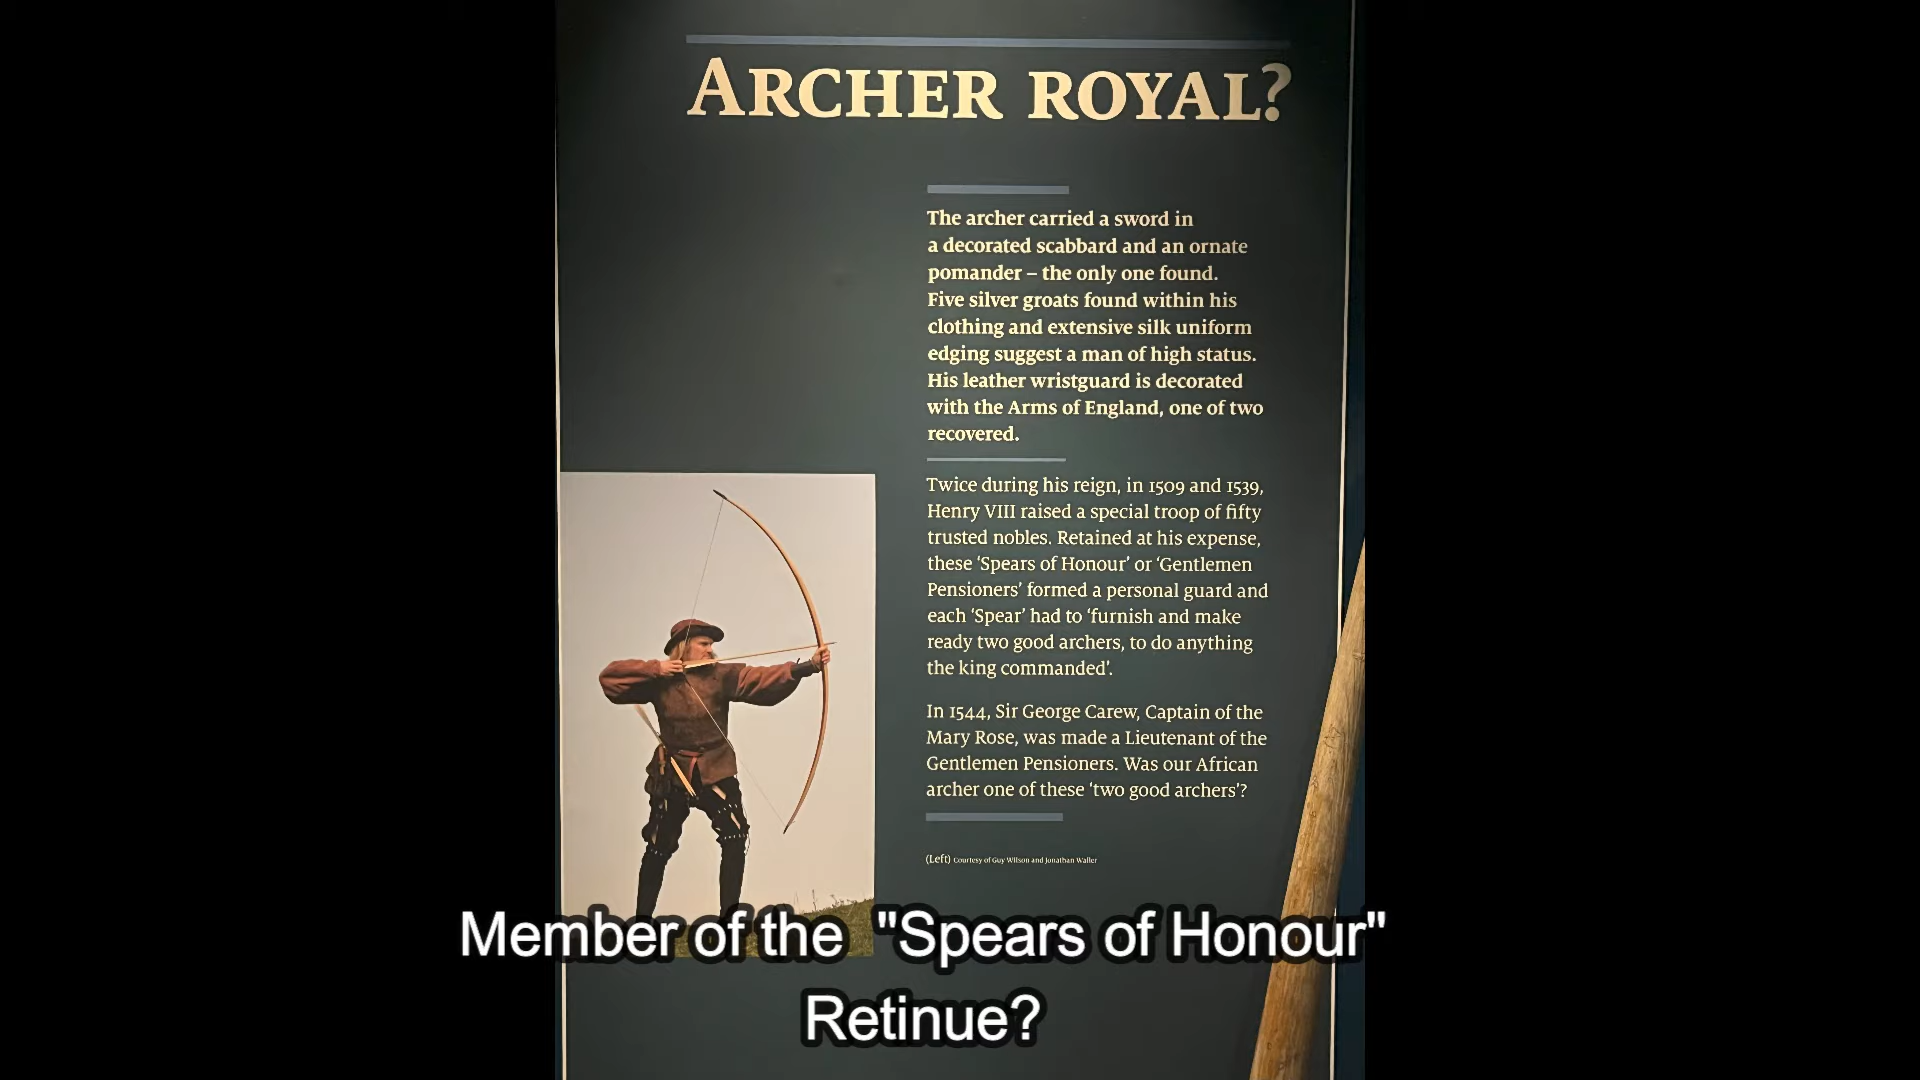 ARCHER ROYAL?
The archer carried a sword in
a decorated scabbard and an ornate
pomander – the only one found.
Five silver groats found within his
clothing and extensive silk uniform
edging suggest a man of high status.
His leather wristguard is decorated
with the Arms of England, one of two
recovered.
Twice during his reign, in 1509 and 1539,
Henry VIII raised a special troop of fifty
trusted nobles. Retained at his expense,
these ‘Spears of Honour’ or ‘Gentlemen
Pensioners’ formed a personal guard and
each ‘Spear’ had to ‘furnish and make
ready two good archers, to do anything
the king commanded’.
In 1544, Sir George Carew, Captain of the
Mary Rose, was made a Lieutenant of the
Gentlemen Pensioners. Was our African
archer one of these ‘two good archers’?
(Left) Courtesy of Guy Wilson and Jonathan Waller
Member of the "Spears of Honour"
Retinue?